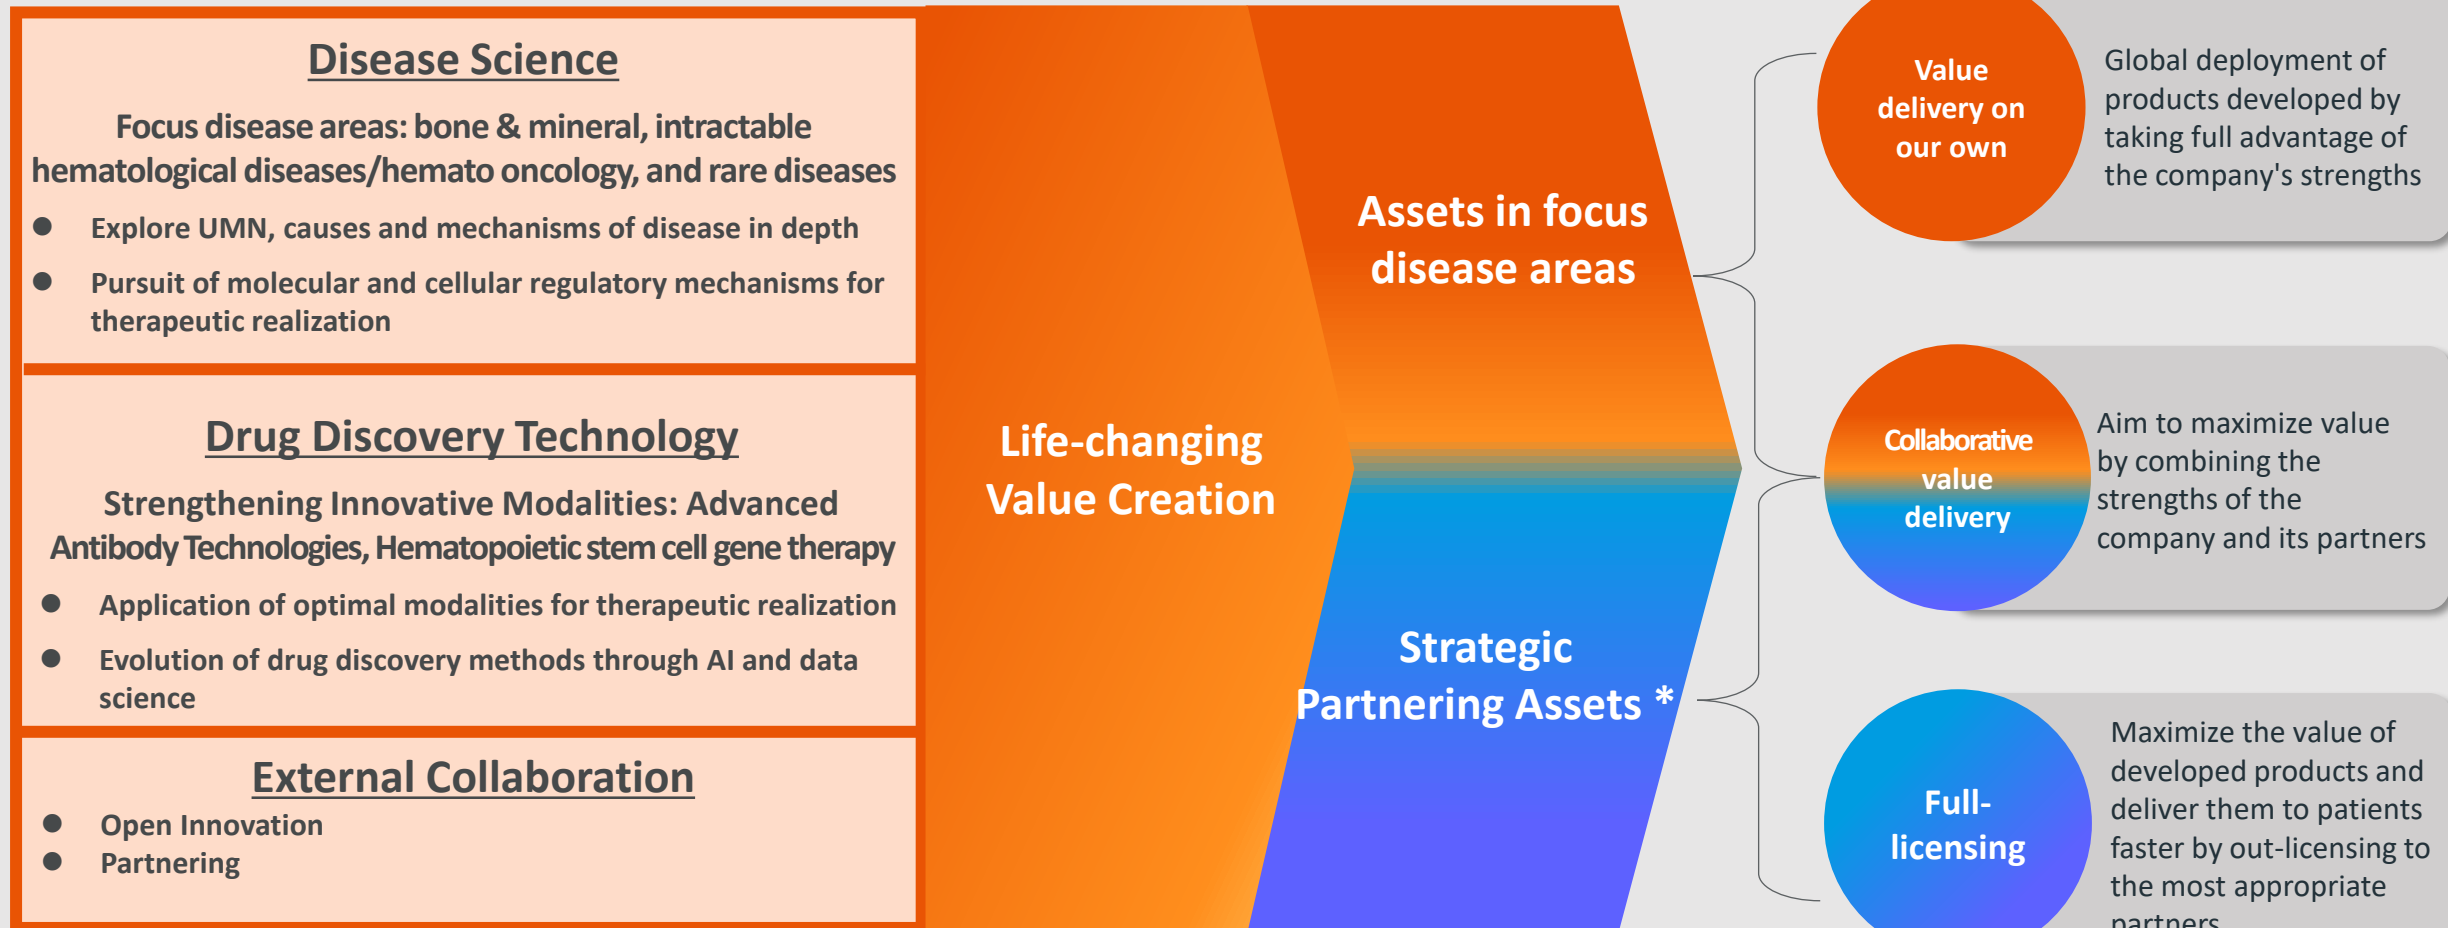 Disease Science
Focus disease areas: bone & mineral, intractable
hematological diseases/hemato oncology, and rare diseases
● Explore UMN, causes and mechanisms of disease in depth
● Pursuit of molecular and cellular regulatory mechanisms for
therapeutic realization
Drug Discovery Technology
Strengthening Innovative Modalities: Advanced
Antibody Technologies, Hematopoietic stem cell gene therapy
● Application of optimal modalities for therapeutic realization
● Evolution of drug discovery methods through AI and data
science
External Collaboration
● Open Innovation
● Partnering
Life-changing
Value Creation
Assets in focus
disease areas
Strategic
Partnering Assets *
Value
delivery on
our own
Global deployment of
products developed by
taking full advantage of
the company's strengths
Collaborative
value
delivery
Aim to maximize value
by combining the
strengths of the
company and its partners
Full-
licensing
Maximize the value of
developed products and
deliver them to patients
faster by out-licensing to
the most appropriate
partners